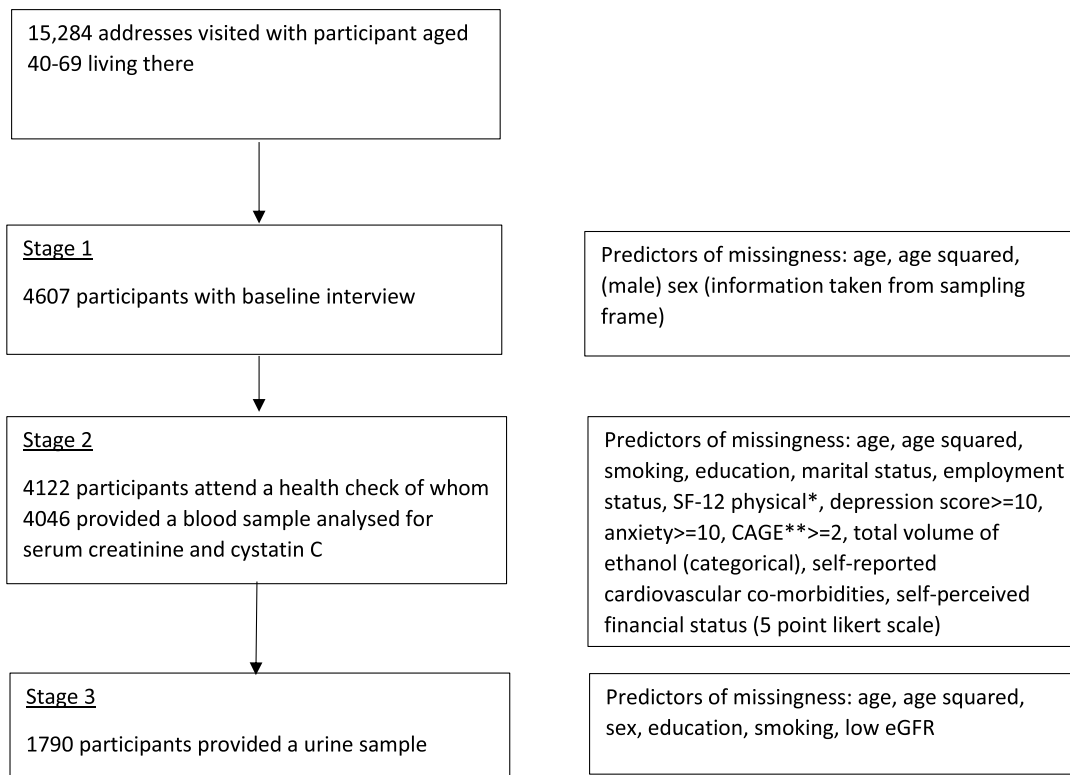 15,284 addresses visited with participant aged
40-69 living there
Stage 1
4607 participants with baseline interview
Predictors of missingness: age, age squared,
(male) sex (information taken from sampling
frame)
Stage 2
4122 participants attend a health check of whom
4046 provided a blood sample analysed for
serum creatinine and cystatin C
Predictors of missingness: age, age squared,
smoking, education, marital status, employment
status, SF-12 physical*, depression score>=10,
anxiety>=10, CAGE**>=2, total volume of
ethanol (categorical), self-reported
cardiovascular co-morbidities, self-perceived
financial status (5 point likert scale)
Stage 3
1790 participants provided a urine sample
Predictors of missingness: age, age squared,
sex, education, smoking, low eGFR